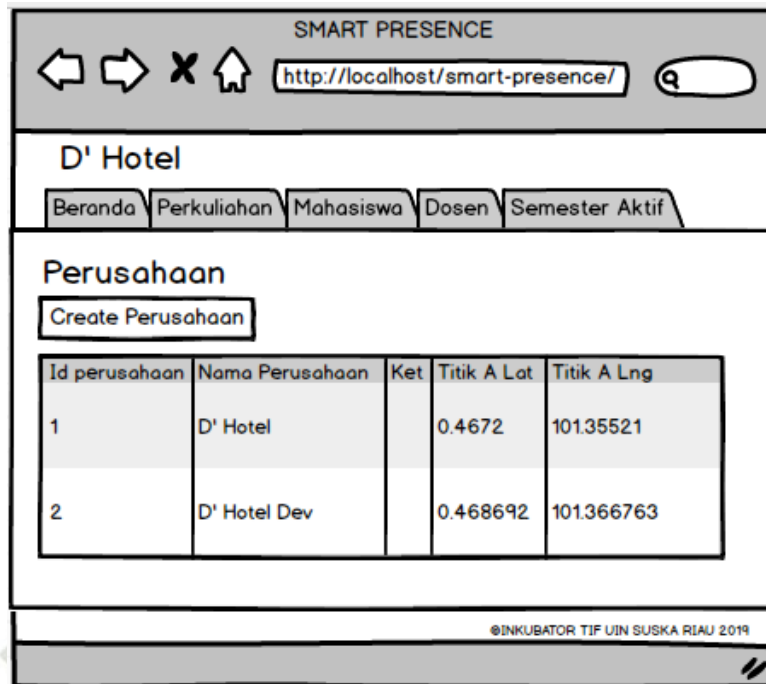 SMART PRESENCE
http://localhost/smart-presence/
D' Hotel
Beranda Perkuliahan Mahasiswa Dosen Semester Aktif
Perusahaan
Create Perusahaan
Id perusahaan Nama Perusahaan Ket Titik A Lat Titik A Lng
1 D' Hotel 0.4672 101.35521
2 D' Hotel Dev 0.468692 101.366763
©INKUBATOR TIF UIN SUSKA RIAU 2019